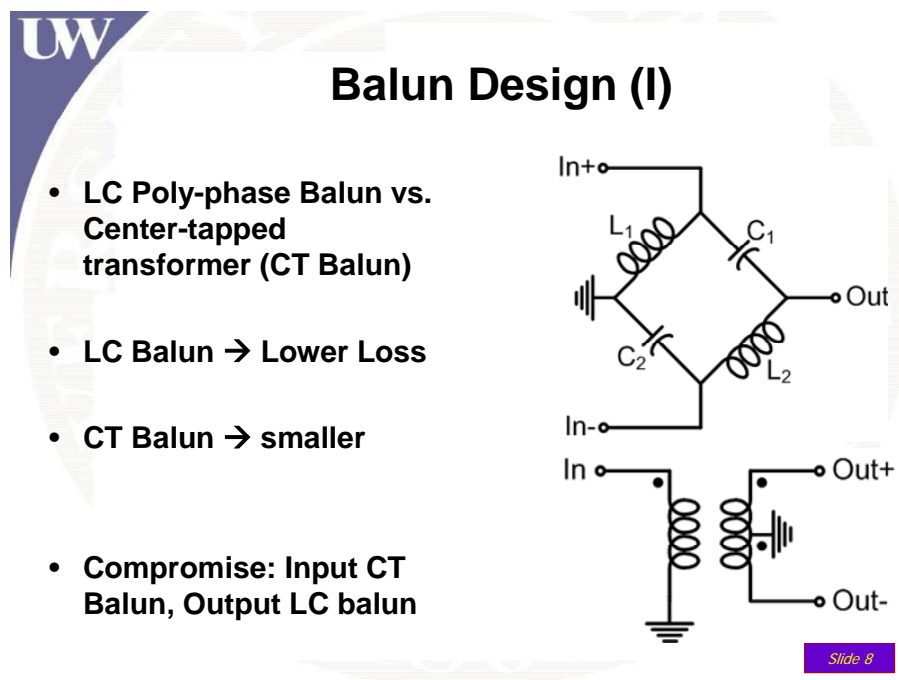 UW
Balun Design (I)
• LC Poly-phase Balun vs.
Center-tapped
transformer (CT Balun)
• LC Balun → Lower Loss
• CT Balun → smaller
• Compromise: Input CT
Balun, Output LC balun
In+
L1
C1
Out
C2
L2
In-
In
Out+
Out-
Slide 8